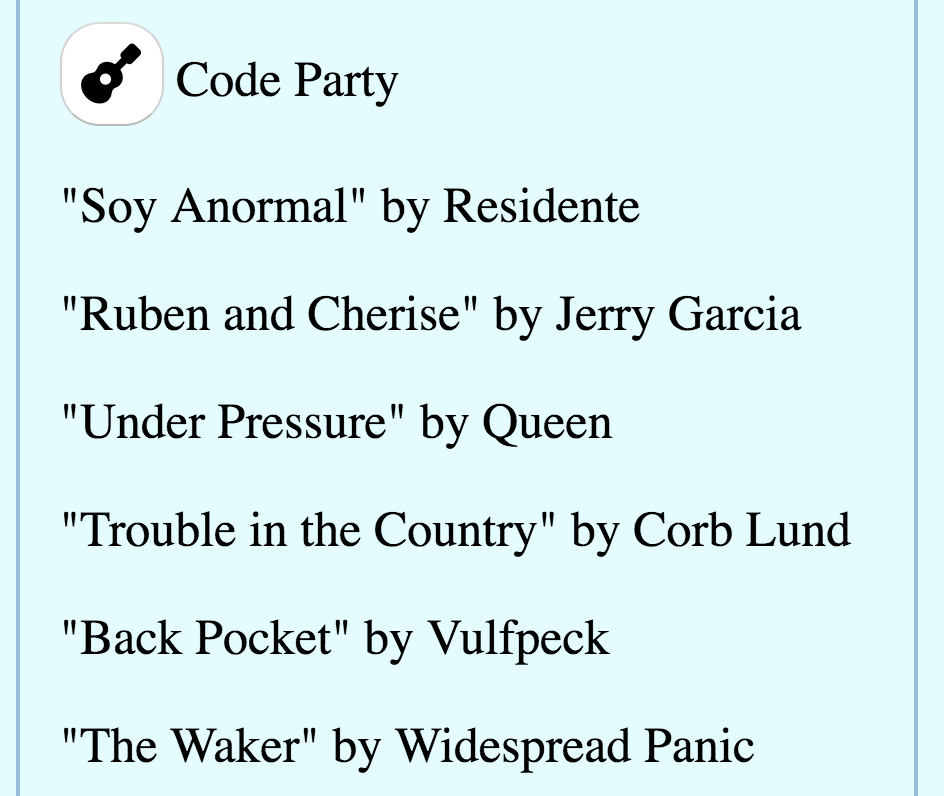 Code Party
"Soy Anormal" by Residente
"Ruben and Cherise" by Jerry Garcia
"Under Pressure" by Queen
"Trouble in the Country" by Corb Lund
"Back Pocket" by Vulfpeck
"The Waker" by Widespread Panic